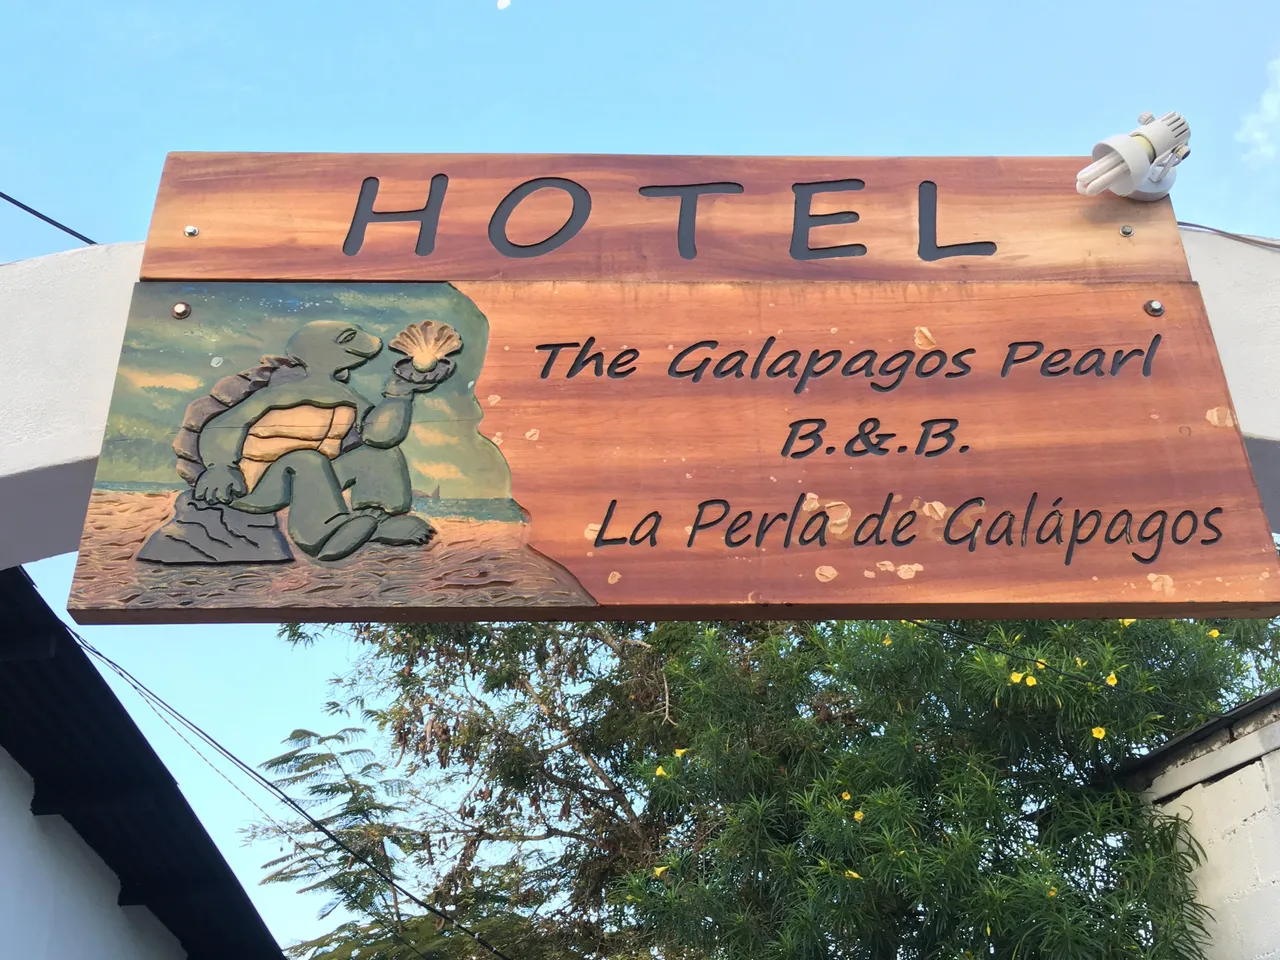 HOTEL
The Galapagos Pearl
B.&.B.
La Perla de Galápagos